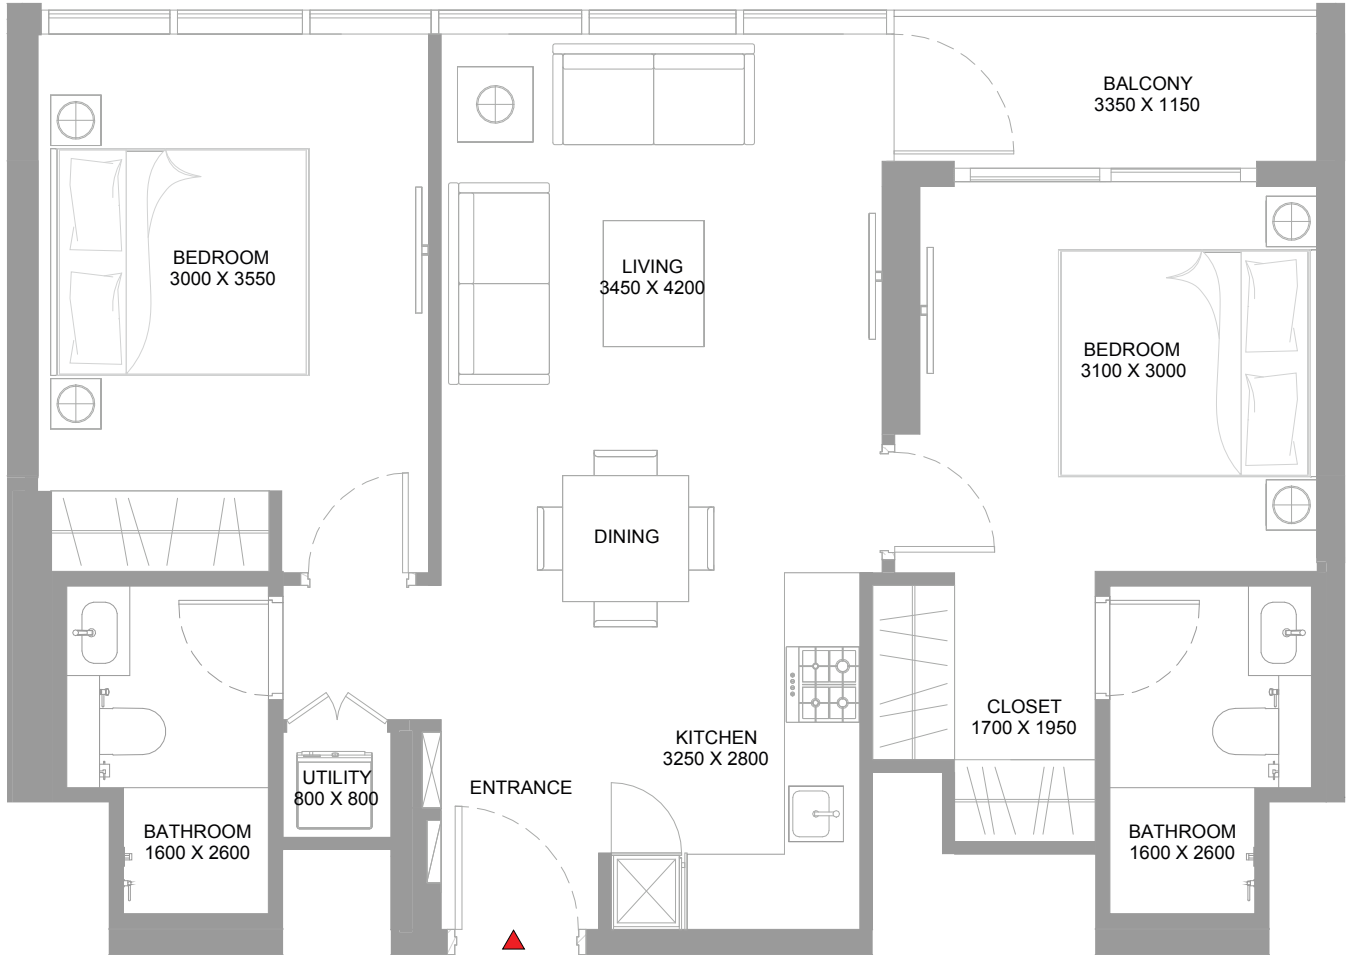 BALCONY
3350 X 1150
BEDROOM
3000 X 3550
LIVING
3450 X 4200
BEDROOM
3100 X 3000
DINING
CLOSET
1700 X 1950
KITCHEN
3250 X 2800
UTILITY
800 X 800
ENTRANCE
BATHROOM
1600 X 2600
BATHROOM
1600 X 2600